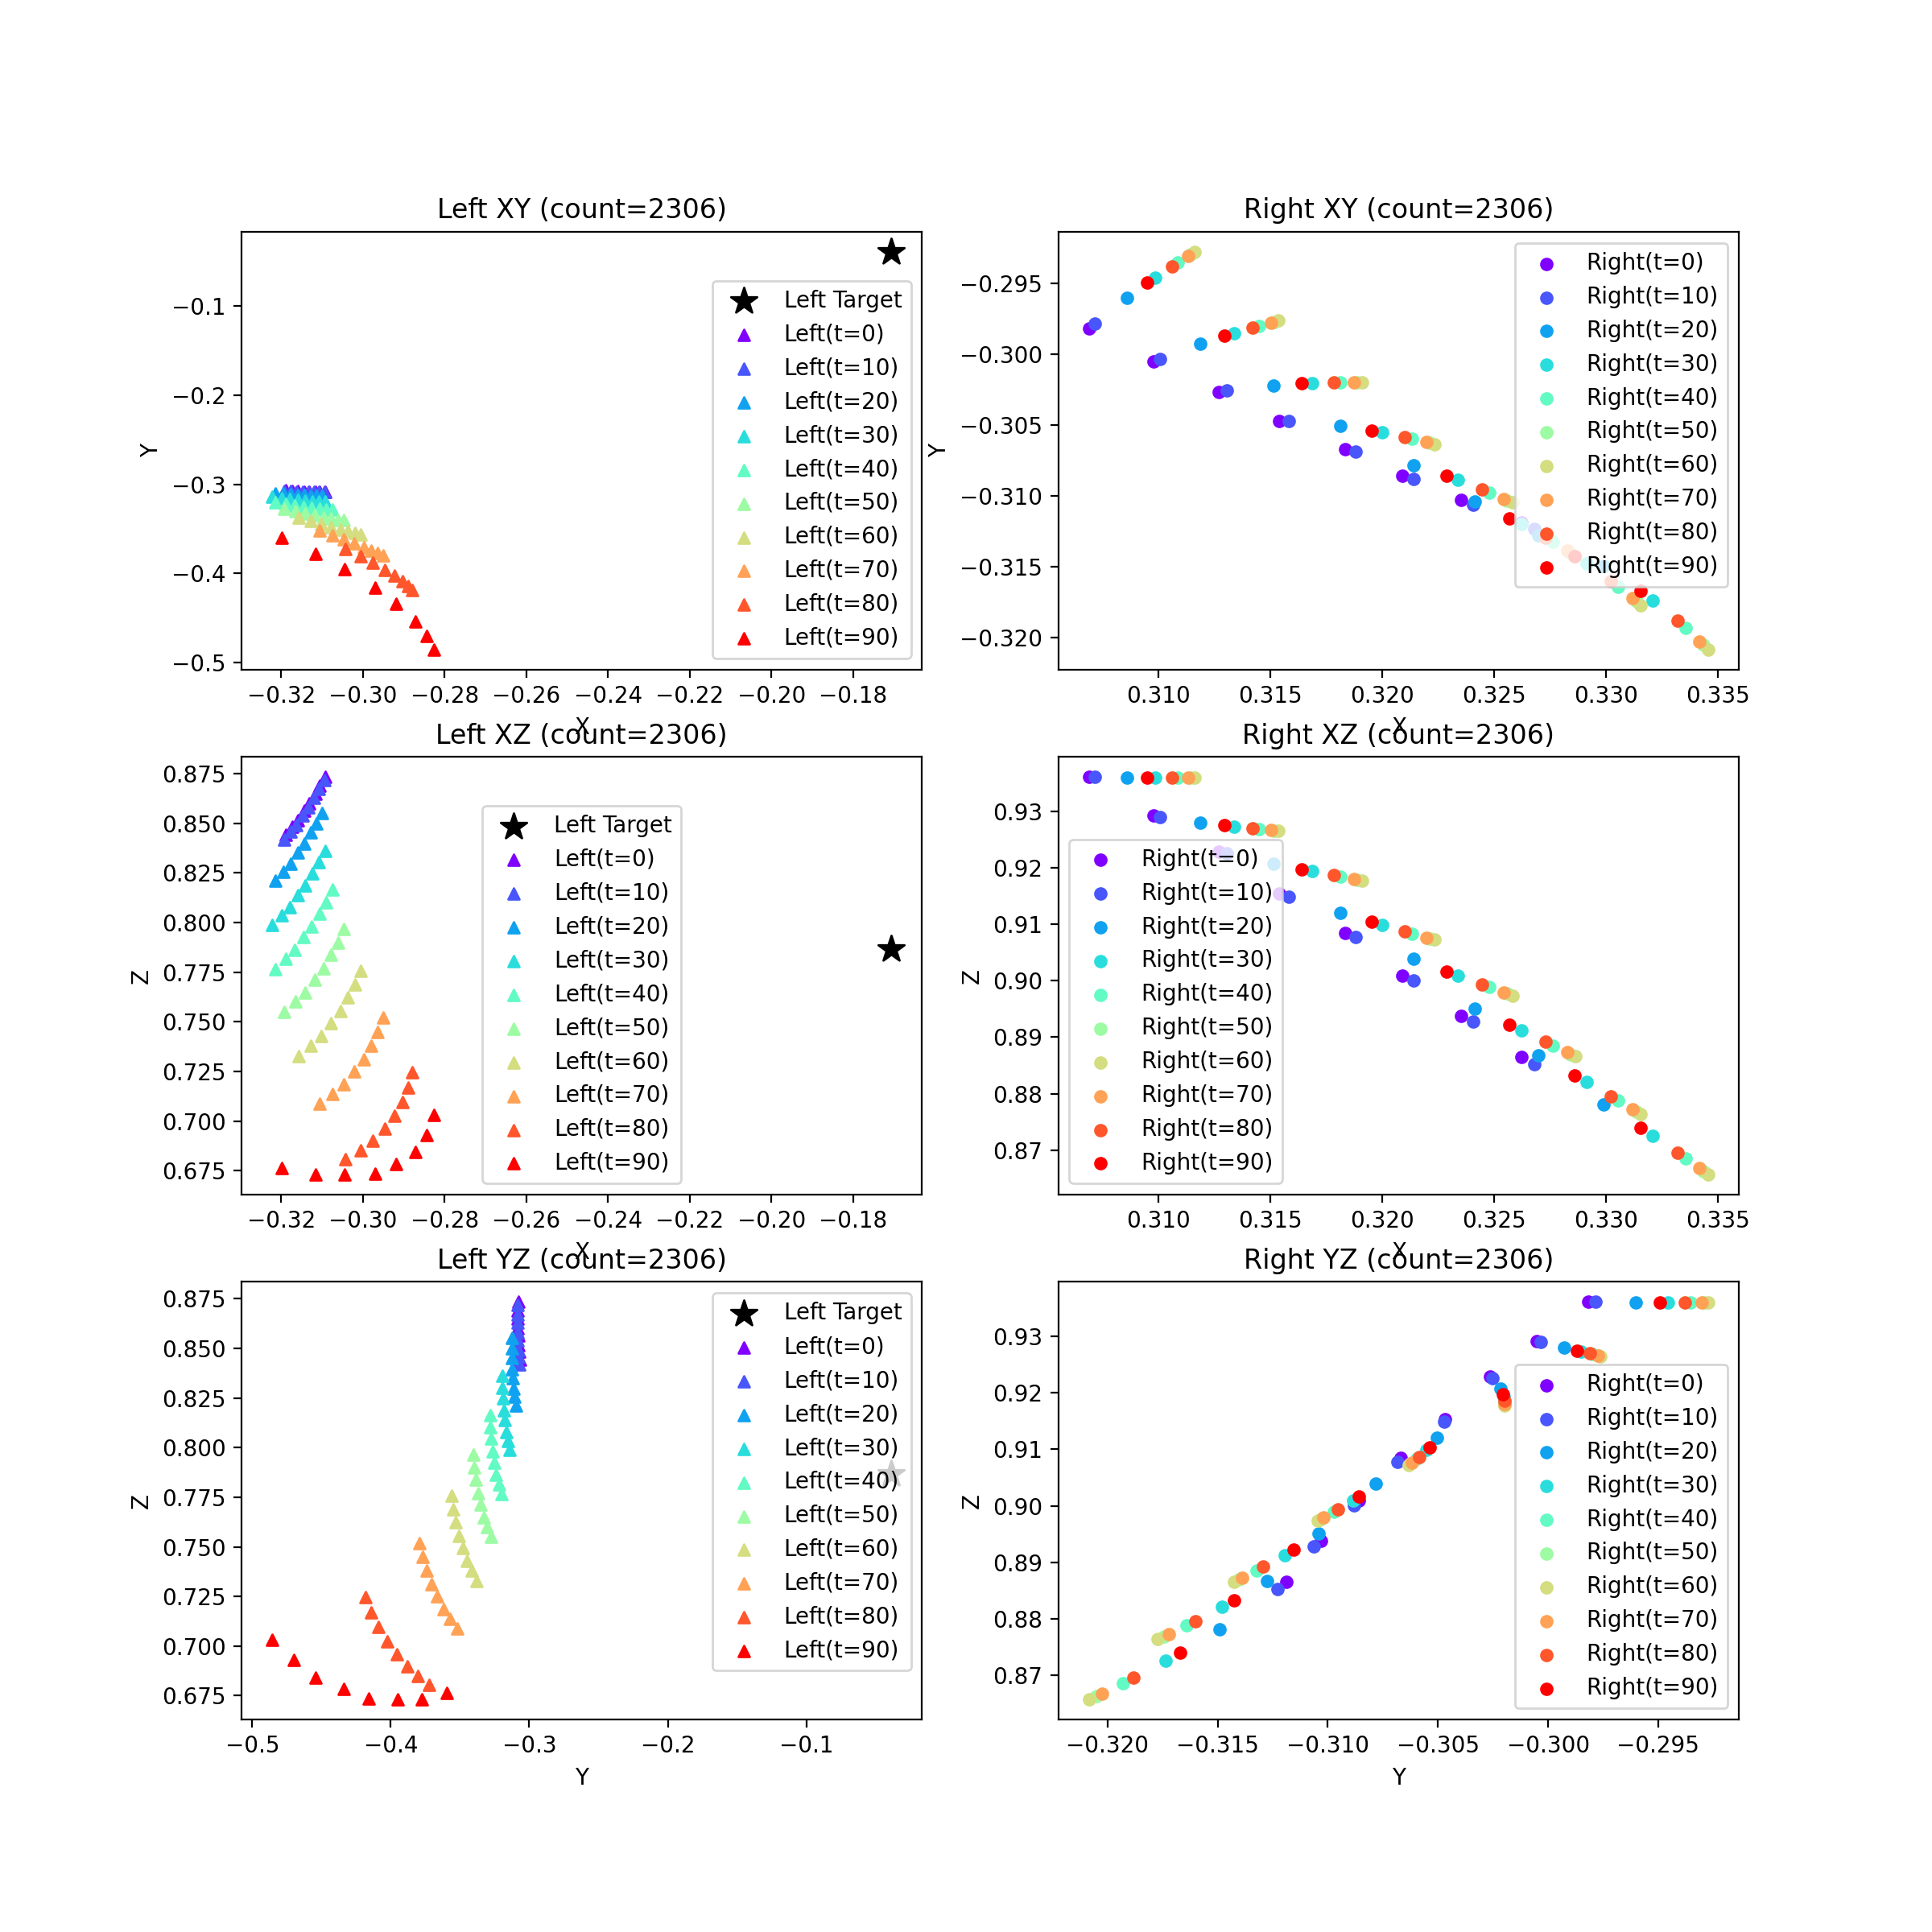 Left XY (count=2306)
Y
−0.1
−0.2
−0.3
−0.4
−0.5
−0.32 −0.30 −0.28 −0.26 −0.24 −0.22 −0.20 −0.18
X
Left Target
Left(t=0)
Left(t=10)
Left(t=20)
Left(t=30)
Left(t=40)
Left(t=50)
Left(t=60)
Left(t=70)
Left(t=80)
Left(t=90)
Right XY (count=2306)
Y
−0.295
−0.300
−0.305
−0.310
−0.315
−0.320
0.310 0.315 0.320 0.325 0.330 0.335
X
Right(t=0)
Right(t=10)
Right(t=20)
Right(t=30)
Right(t=40)
Right(t=50)
Right(t=60)
Right(t=70)
Right(t=80)
Right(t=90)
Left XZ (count=2306)
Z
0.875
0.850
0.825
0.800
0.775
0.750
0.725
0.700
0.675
−0.32 −0.30 −0.28 −0.26 −0.24 −0.22 −0.20 −0.18
X
Left Target
Left(t=0)
Left(t=10)
Left(t=20)
Left(t=30)
Left(t=40)
Left(t=50)
Left(t=60)
Left(t=70)
Left(t=80)
Left(t=90)
Right XZ (count=2306)
Z
0.93
0.92
0.91
0.90
0.89
0.88
0.87
0.310 0.315 0.320 0.325 0.330 0.335
X
Right(t=0)
Right(t=10)
Right(t=20)
Right(t=30)
Right(t=40)
Right(t=50)
Right(t=60)
Right(t=70)
Right(t=80)
Right(t=90)
Left YZ (count=2306)
Z
0.875
0.850
0.825
0.800
0.775
0.750
0.725
0.700
0.675
−0.5 −0.4 −0.3 −0.2 −0.1
Y
Left Target
Left(t=0)
Left(t=10)
Left(t=20)
Left(t=30)
Left(t=40)
Left(t=50)
Left(t=60)
Left(t=70)
Left(t=80)
Left(t=90)
Right YZ (count=2306)
Z
0.93
0.92
0.91
0.90
0.89
0.88
0.87
−0.320 −0.315 −0.310 −0.305 −0.300 −0.295
Y
Right(t=0)
Right(t=10)
Right(t=20)
Right(t=30)
Right(t=40)
Right(t=50)
Right(t=60)
Right(t=70)
Right(t=80)
Right(t=90)